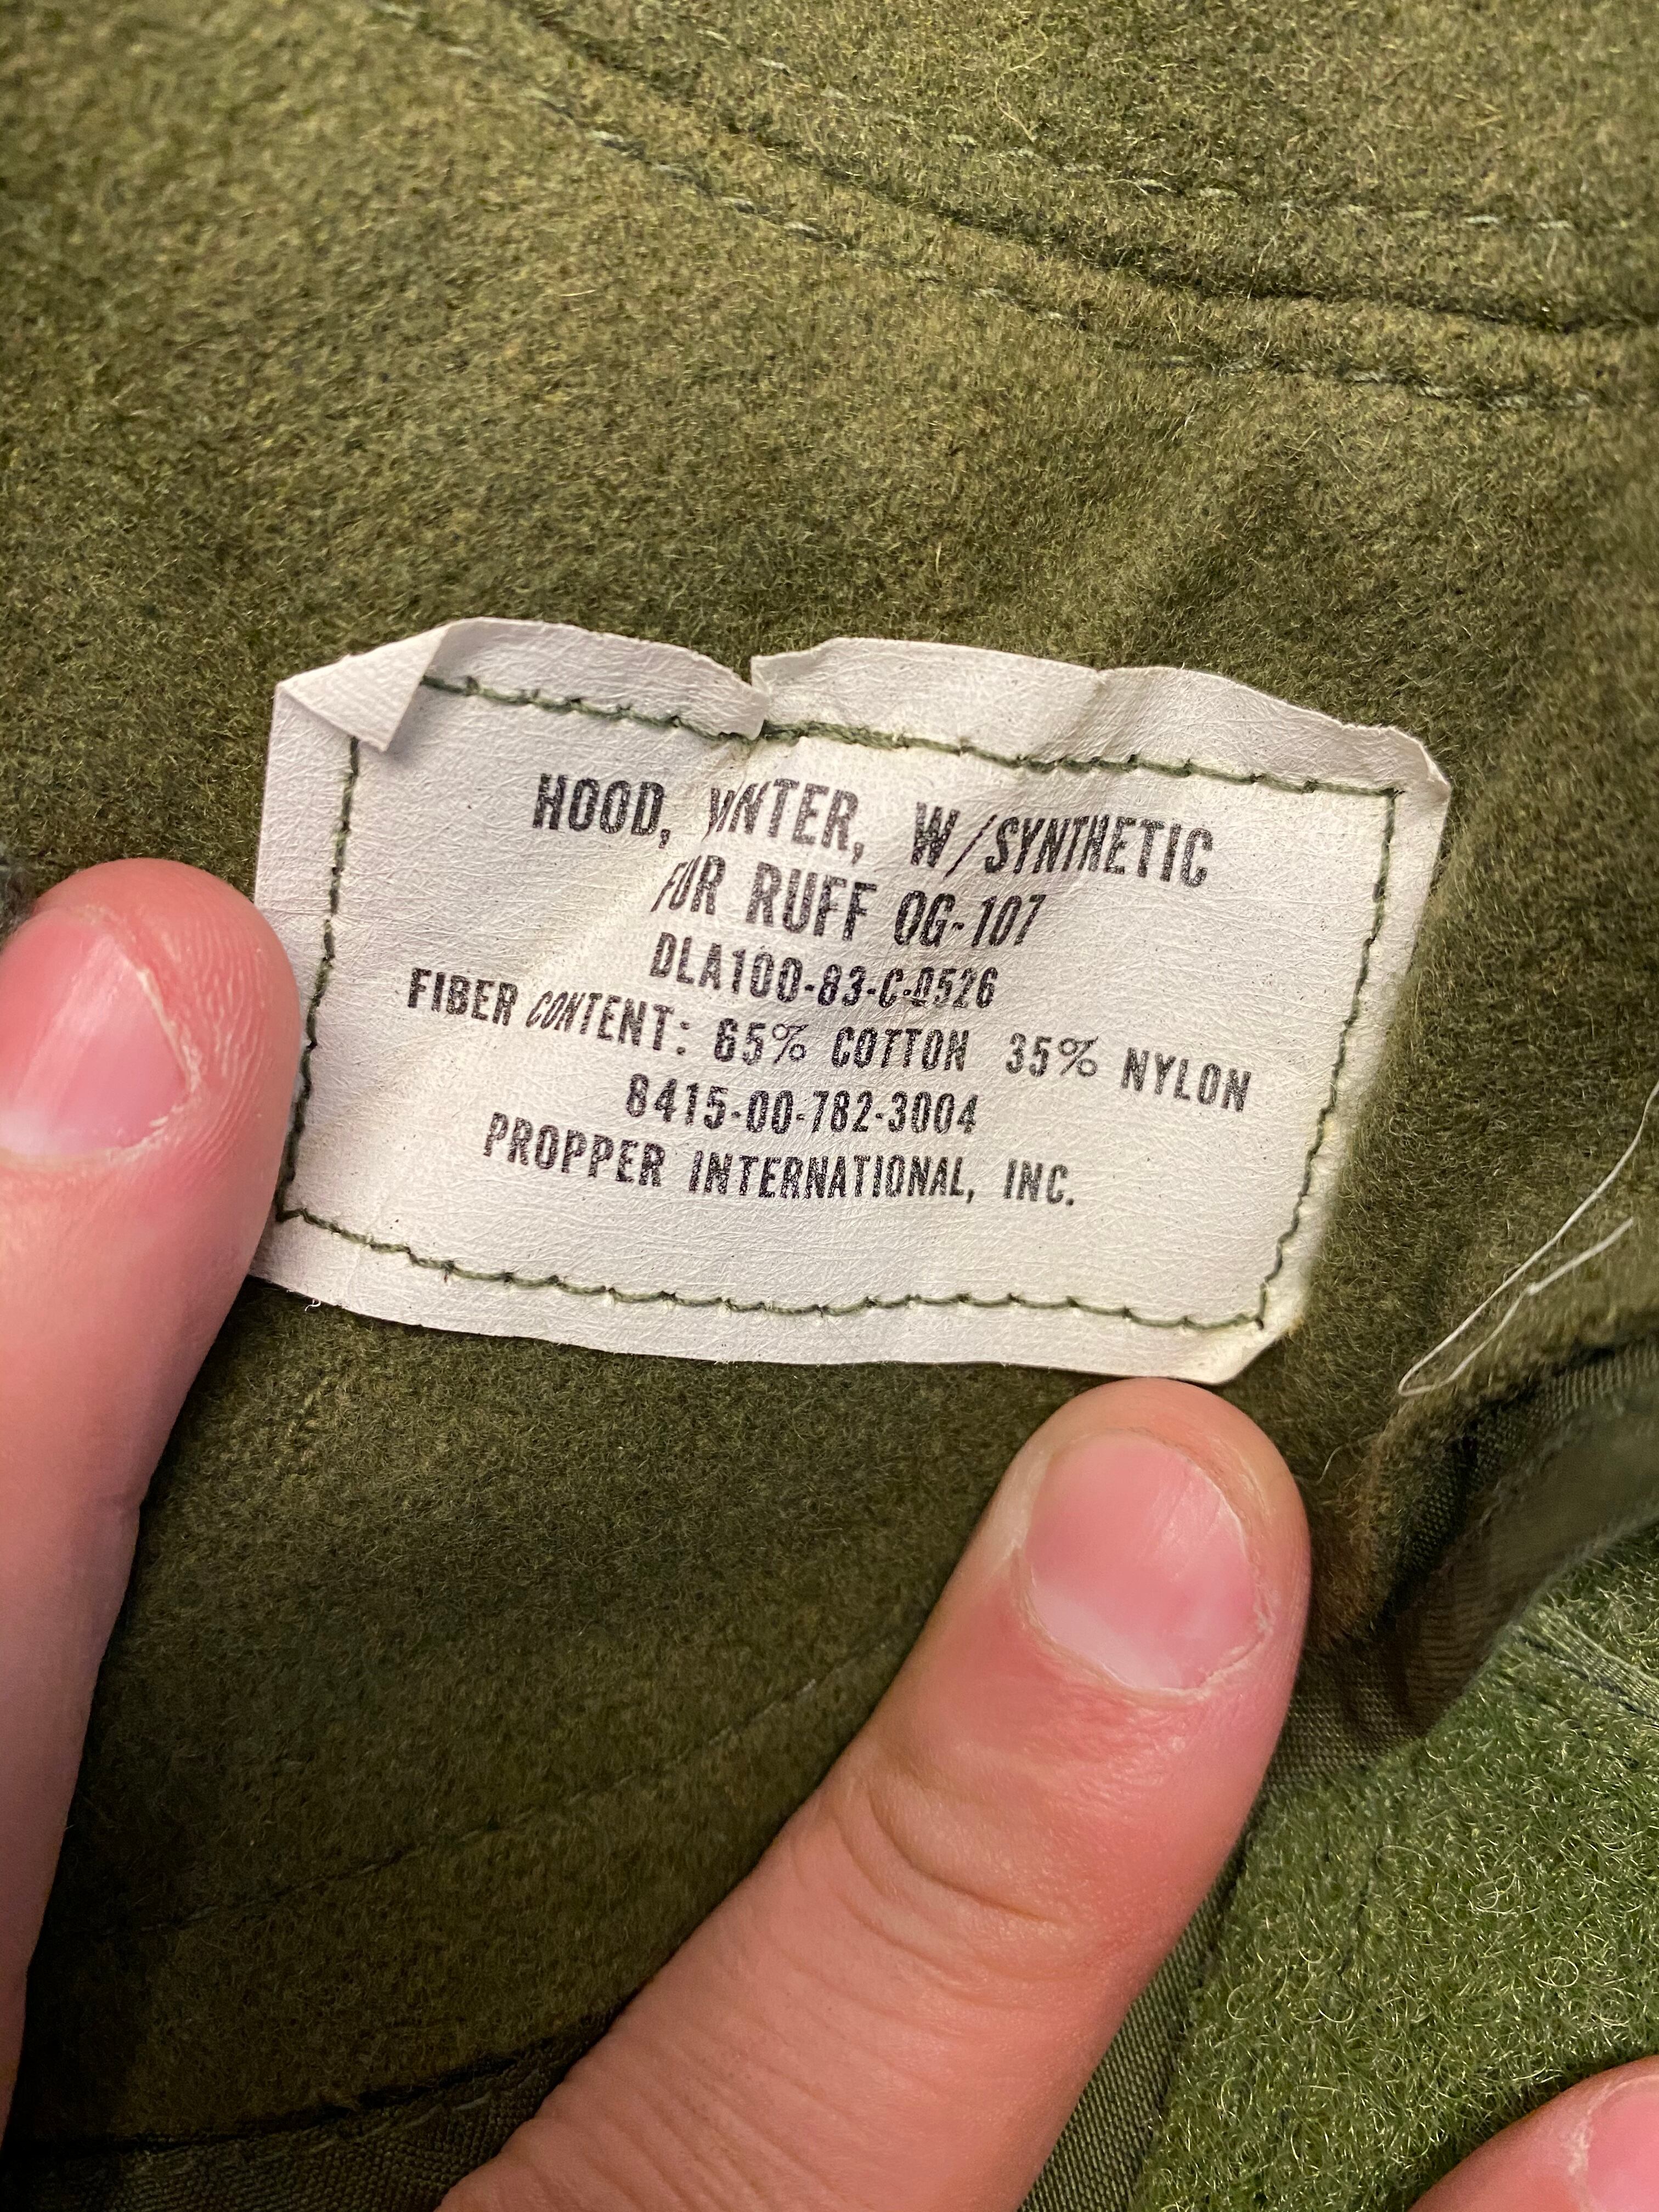 HOOD, WINTER, W/SYNTHETIC
FUR RUFF OG-107
DLA100-83-C-0526
FIBER CONTENT: 65% COTTON 35% NYLON
8415-00-782-3004
PROPPER INTERNATIONAL, INC.